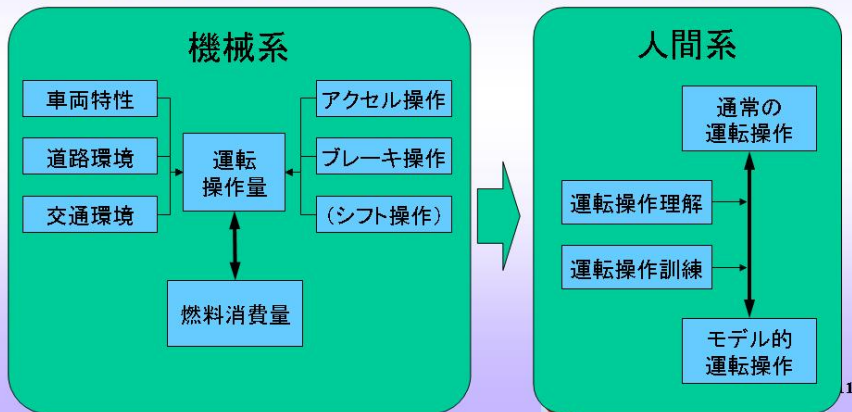 機械系
車両特性
道路環境
交通環境
運転
操作量
アクセル操作
ブレーキ操作
(シフト操作)
燃料消費量
人間系
通常の
運転操作
運転操作理解
運転操作訓練
モデル的
運転操作